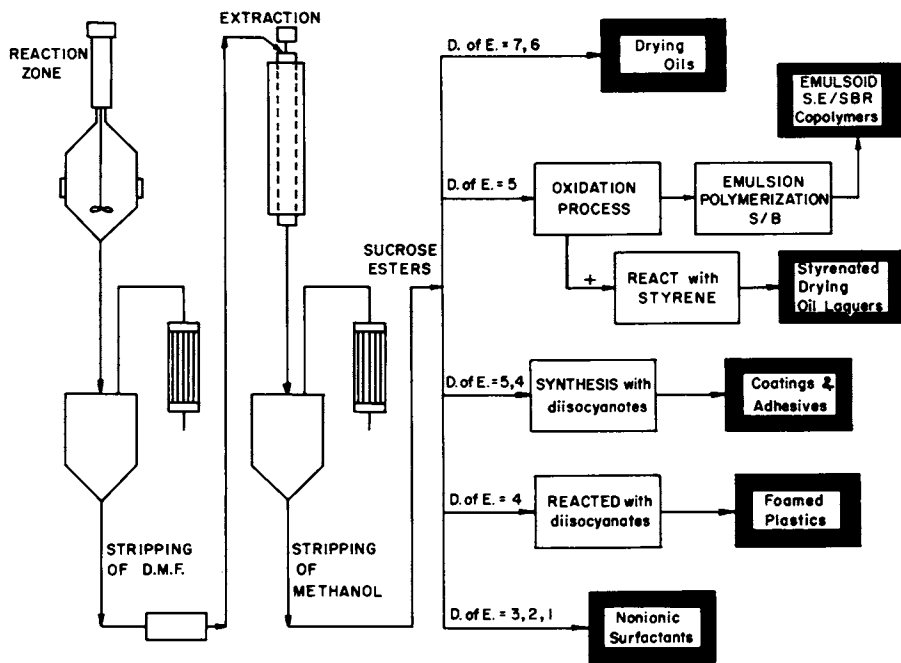 REACTION
ZONE
EXTRACTION
STRIPPING
OF D.M.F.
STRIPPING
OF
METHANOL
SUCROSE
ESTERS
D. of E. = 7, 6
Drying
Oils
D. of E. = 5
OXIDATION
PROCESS
EMULSION
POLYMERIZATION
S/B
EMULSOID
S.E/SBR
Copolymers
+
REACT with
STYRENE
Styrenated
Drying
Oil Laquers
D. of E. = 5,4
SYNTHESIS with
diisocyanotes
Coatings &
Adhesives
D. of E. = 4
REACTED with
diisocyanates
Foamed
Plastics
D. of E. = 3, 2, 1
Nonionic
Surfactants